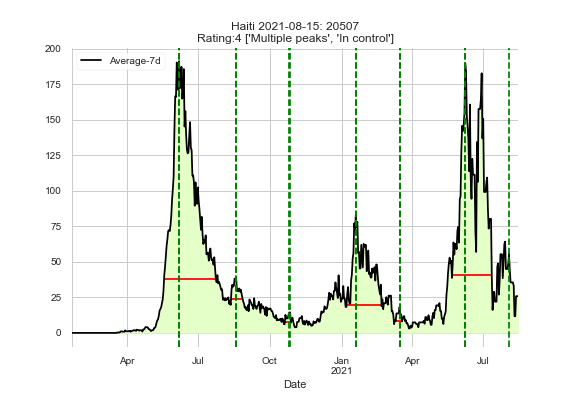 Haiti 2021-08-15: 20507
Rating:4 ['Multiple peaks', 'In control']
200
175
150
125
100
75
50
25
0
Average-7d
Apr
Jul
Oct
Jan
2021
Apr
Jul
Date